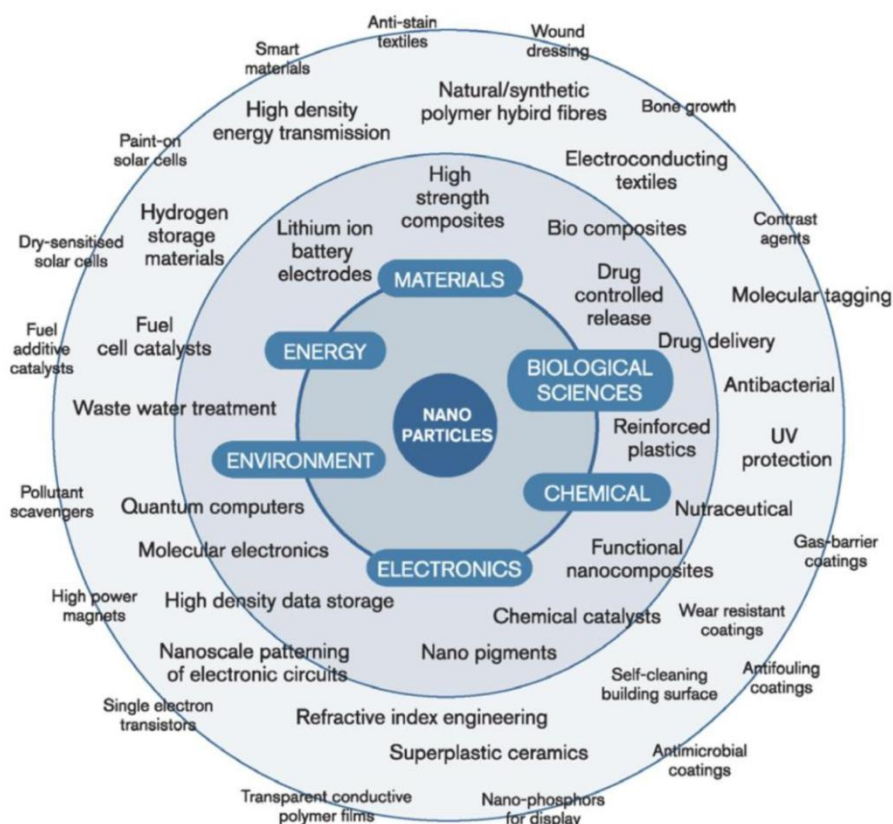 Anti-stain
textiles
Smart
materials
Wound
dressing
Natural/synthetic
polymer hybird fibres
High density
energy transmission
Bone growth
Paint-on
solar cells
Electroconducting
textiles
High
strength
composites
Hydrogen
storage
materials
Lithium ion
battery
electrodes
Bio composites
Contrast
agents
Dry-sensitised
solar cells
MATERIALS
Drug
controlled
release
Molecular tagging
Fuel
additive
catalysts
Fuel
cell catalysts
ENERGY
Drug delivery
BIOLOGICAL
SCIENCES
Antibacterial
Waste water treatment
NANO
PARTICLES
Reinforced
plastics
UV
protection
ENVIRONMENT
CHEMICAL
Pollutant
scavengers
Quantum computers
Nutraceutical
Molecular electronics
ELECTRONICS
Functional
nanocomposites
Gas-barrier
coatings
High power
magnets
High density data storage
Chemical catalysts
Wear resistant
coatings
Nanoscale patterning
of electronic circuits
Nano pigments
Self-cleaning
building surface
Antifouling
coatings
Single electron
transistors
Refractive index engineering
Superplastic ceramics
Antimicrobial
coatings
Transparent conductive
polymer films
Nano-phosphors
for display